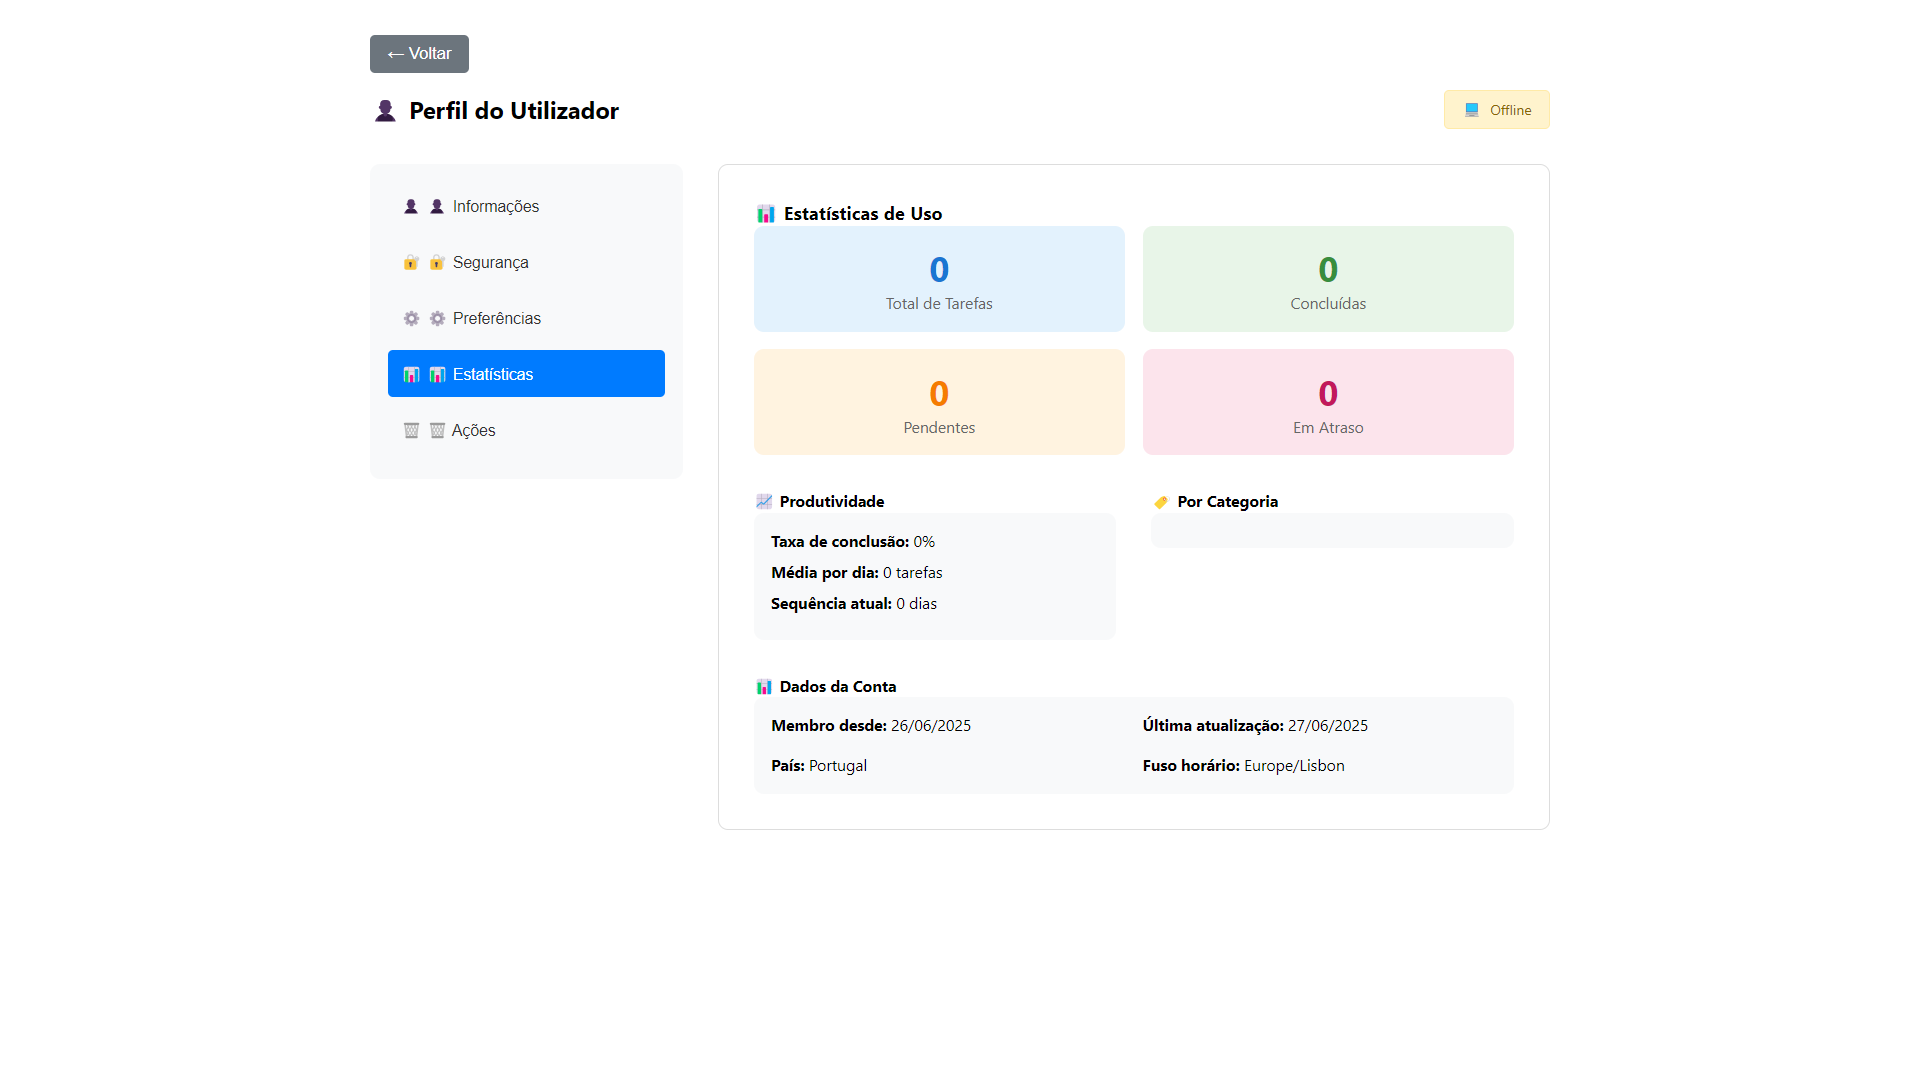 ← Voltar
Perfil do Utilizador
Offline
Informações
Segurança
Preferências
Estatísticas
Ações
Estatísticas de Uso
0
Total de Tarefas
0
Concluídas
0
Pendentes
0
Em Atraso
Produtividade
Taxa de conclusão: 0%
Média por dia: 0 tarefas
Sequência atual: 0 dias
Por Categoria
Dados da Conta
Membro desde: 26/06/2025
Última atualização: 27/06/2025
País: Portugal
Fuso horário: Europe/Lisbon